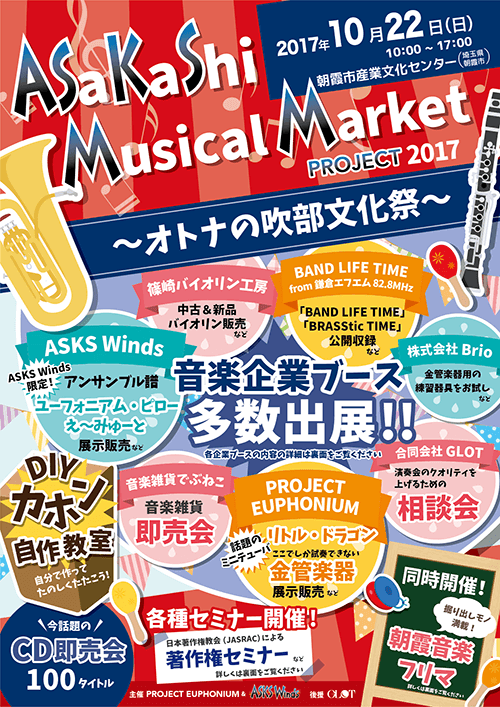 ASaKaShi
Musical Market
PROJECT 2017
2017年10月22日(日)
10:00～17:00
朝霞市産業文化センター(埼玉県朝霞市)
～オトナの吹部文化祭～
篠崎バイオリン工房
中古＆新品
バイオリン販売
など
BAND LIFE TIME
from 鎌倉エフエム 82.8MHz
「BAND LIFE TIME」
「BRASStic TIME」
公開収録
など
ASKS Winds
ASKS Winds
限定!
アンサンブル譜
ユーフォニアム・ピロー
え～みゅーと
展示販売など
株式会社 Brio
金管楽器用の
練習器具をお試し
など
音楽企業ブース
多数出展!!
各企業ブースの内容の詳細は裏面をご覧ください
DIY
カホン
自作教室
自分で作って
たのしくたたこう!
音楽雑貨でぶねこ
音楽雑貨
即売会
PROJECT
EUPHONIUM
話題の
ミニテューバ
リトル・ドラゴン
ここでしか試奏できない
金管楽器
展示販売など
合同会社 GLOT
演奏会のクオリティを
上げるための
相談会
今話題の
CD即売会
100タイトル
各種セミナー開催!
日本著作権教会(JASRAC)による
著作権セミナーなど
詳しくは裏面をご覧ください
同時開催!
掘り出しモノ
満載!
朝霞音楽
フリマ
詳しくは裏面をご覧ください
主催 PROJECT EUPHONIUM & ASKS Winds 後援 GLOT